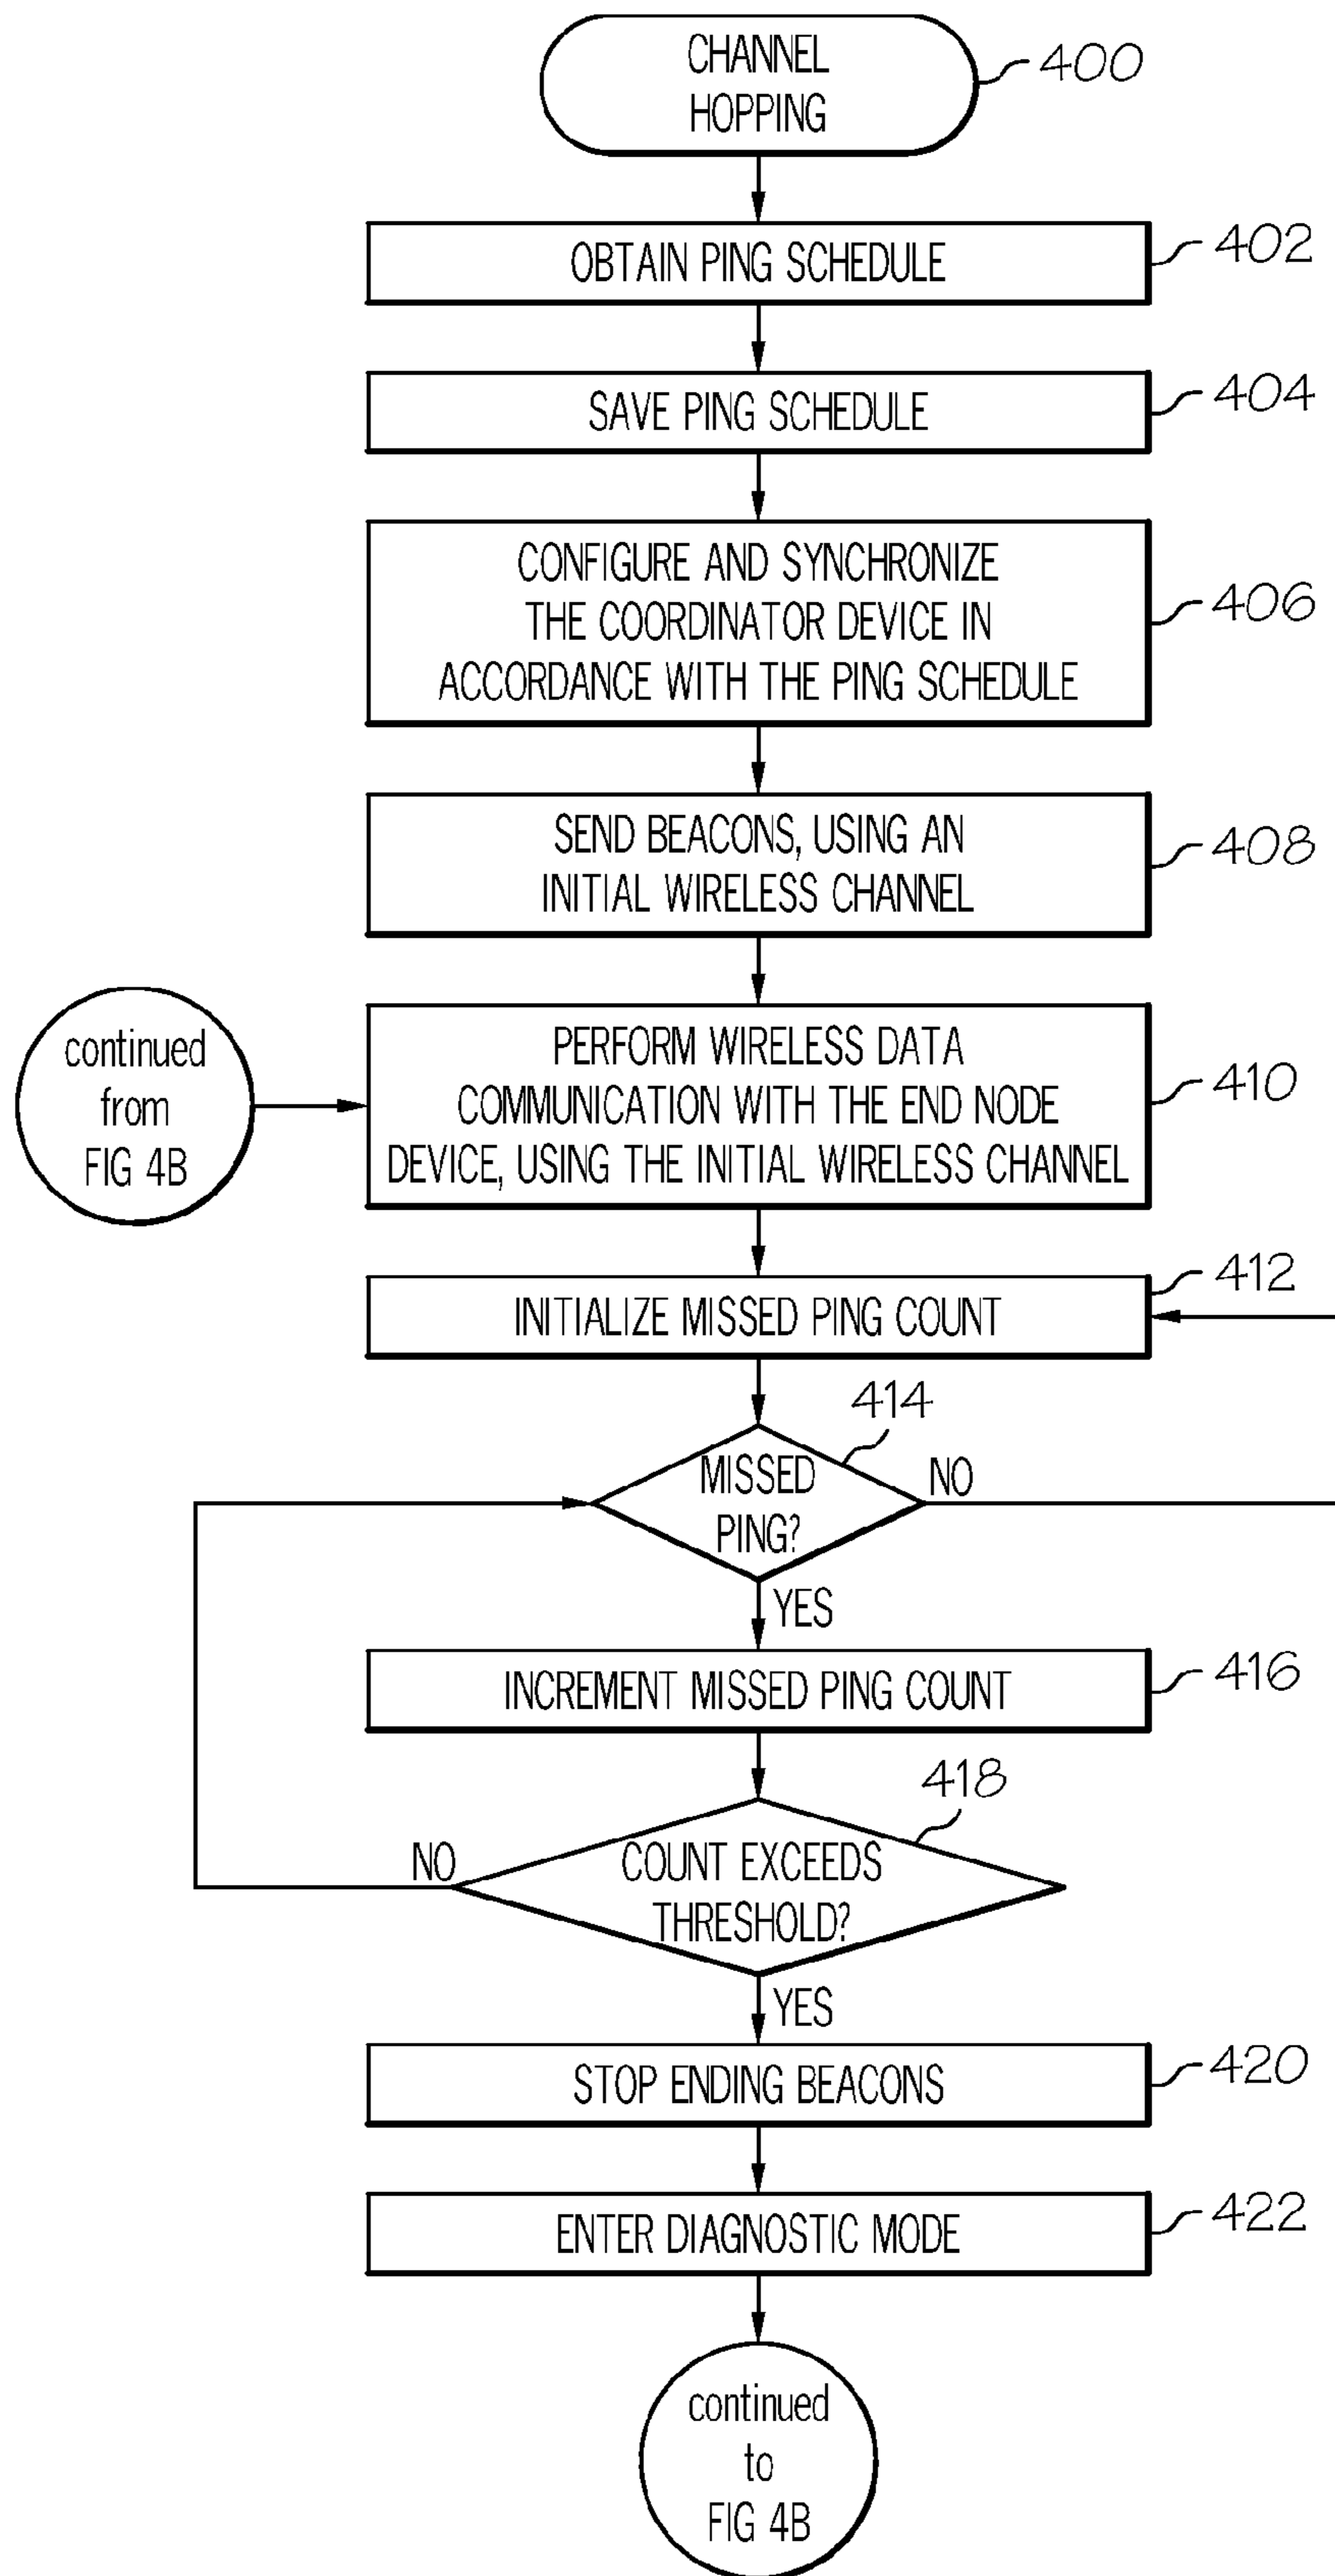 CHANNEL
HOPPING
400
OBTAIN PING SCHEDULE
402
SAVE PING SCHEDULE
404
CONFIGURE AND SYNCHRONIZE
THE COORDINATOR DEVICE IN
ACCORDANCE WITH THE PING SCHEDULE
406
SEND BEACONS, USING AN
INITIAL WIRELESS CHANNEL
408
continued
from
FIG 4B
PERFORM WIRELESS DATA
COMMUNICATION WITH THE END NODE
DEVICE, USING THE INITIAL WIRELESS CHANNEL
410
INITIALIZE MISSED PING COUNT
412
414
MISSED
PING?
NO
YES
INCREMENT MISSED PING COUNT
416
418
COUNT EXCEEDS
THRESHOLD?
NO
YES
STOP ENDING BEACONS
420
ENTER DIAGNOSTIC MODE
422
continued
to
FIG 4B